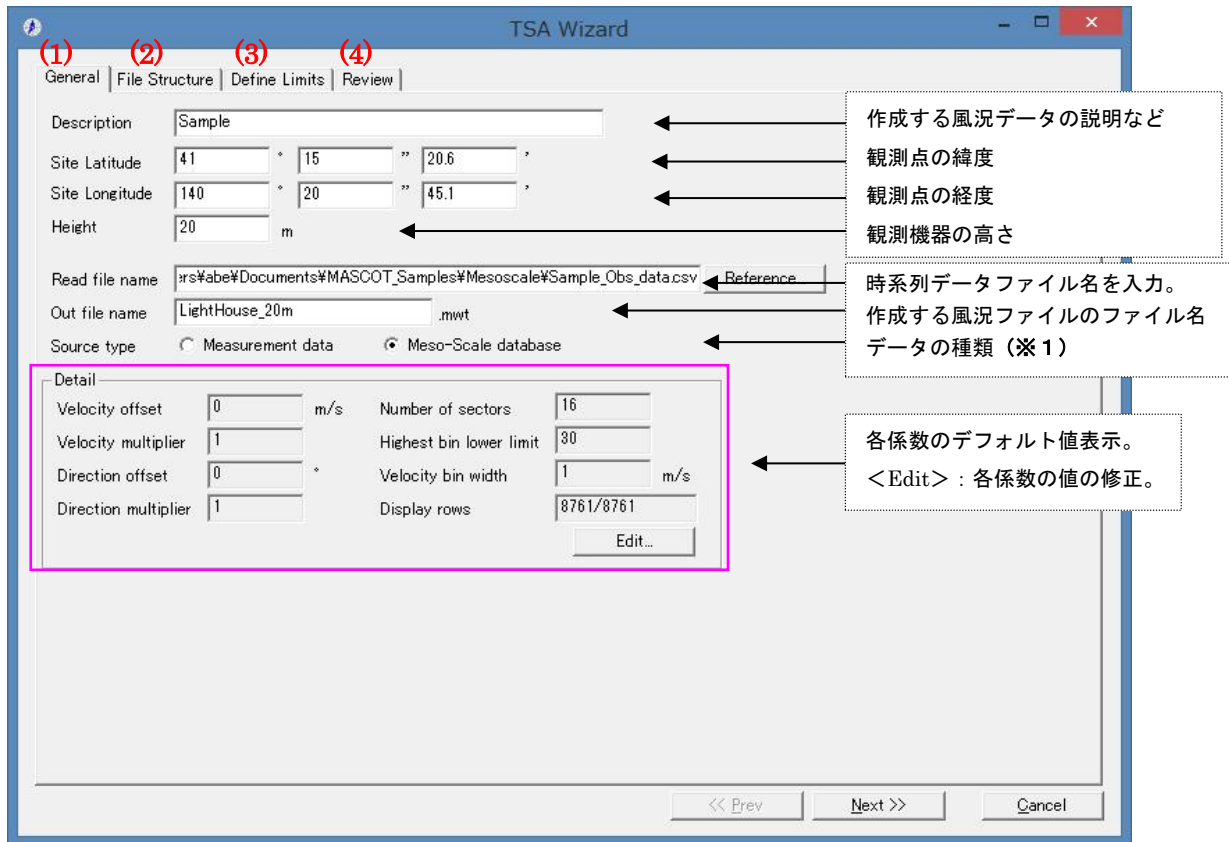 TSA Wizard
(1) (2) (3) (4)
General File Structure Define Limits Review
Description Sample
Site Latitude 41 ° 15 ” 20.6 ’
Site Longitude 140 ° 20 ” 45.1 ’
Height 20 m
Read file name :rs¥abe¥Documents¥MASCOT_Samples¥Mesoscale¥Sample_Obs_data.csv Reference...
Out file name LightHouse_20m .mwt
Source type Measurement data Meso-Scale database
作成する風況データの説明など
観測点の緯度
観測点の経度
観測機器の高さ
時系列データファイル名を入力。
作成する風況ファイルのファイル名
データの種類（※１）
Detail
Velocity offset 0 m/s Number of sectors 16
Velocity multiplier 1 Highest bin lower limit 30
Direction offset 0 ° Velocity bin width 1 m/s
Direction multiplier 1 Display rows 8761/8761
Edit...
各係数のデフォルト値表示。
＜Edit＞：各係数の値の修正。
<< Prev Next >> Cancel